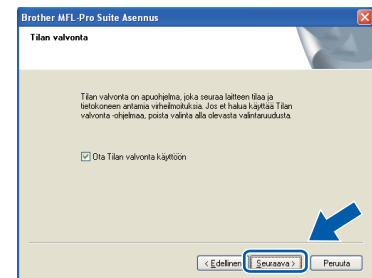 Brother MFL-Pro Suite Asennus
Tilan valvonta
Tilan valvonta on apuohjelma, joka seuraa laitteen tilaa ja
tietokoneen antamia virheilmoituksia. Jos et halua käyttää Tilan
valvonta -ohjelmaa, poista valinta alla olevasta valintaruudusta.
Ota Tilan valvonta käyttöön
< Edellinen Seuraava > Peruuta